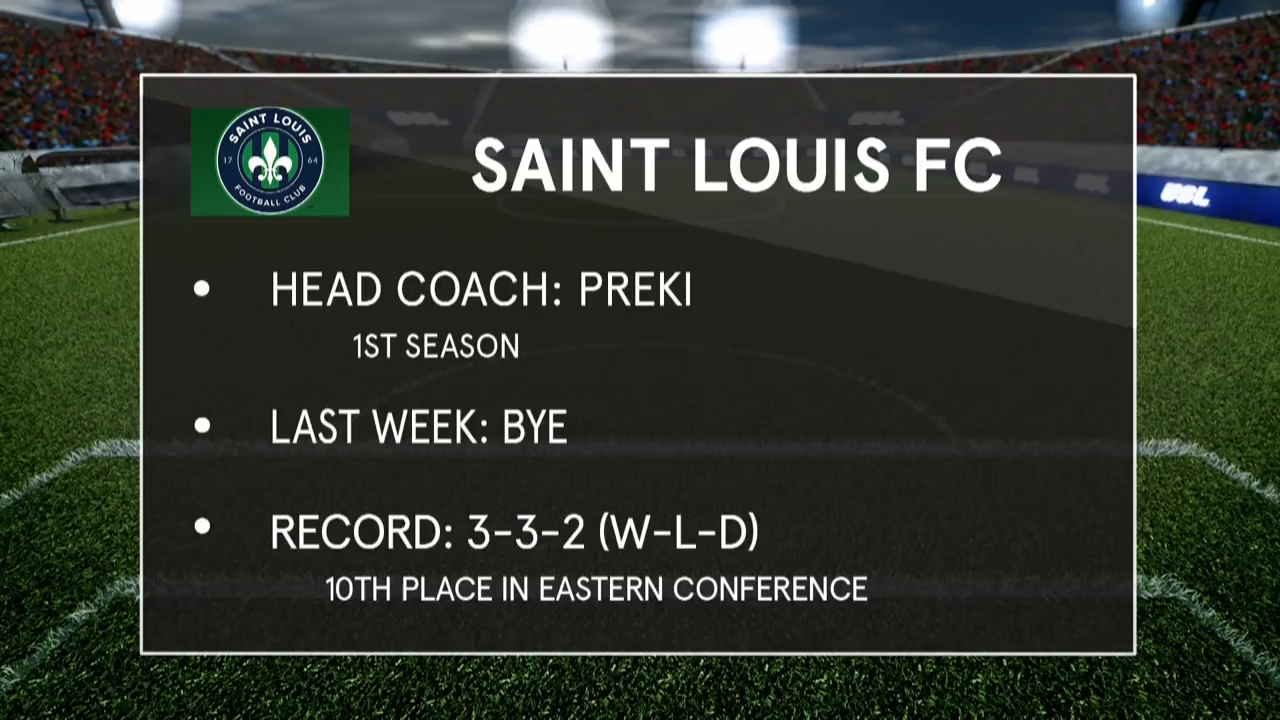 SAINT LOUIS
17 64
FOOTBALL CLUB
SAINT LOUIS FC
USL
• HEAD COACH: PREKI
1ST SEASON
• LAST WEEK: BYE
• RECORD: 3-3-2 (W-L-D)
10TH PLACE IN EASTERN CONFERENCE